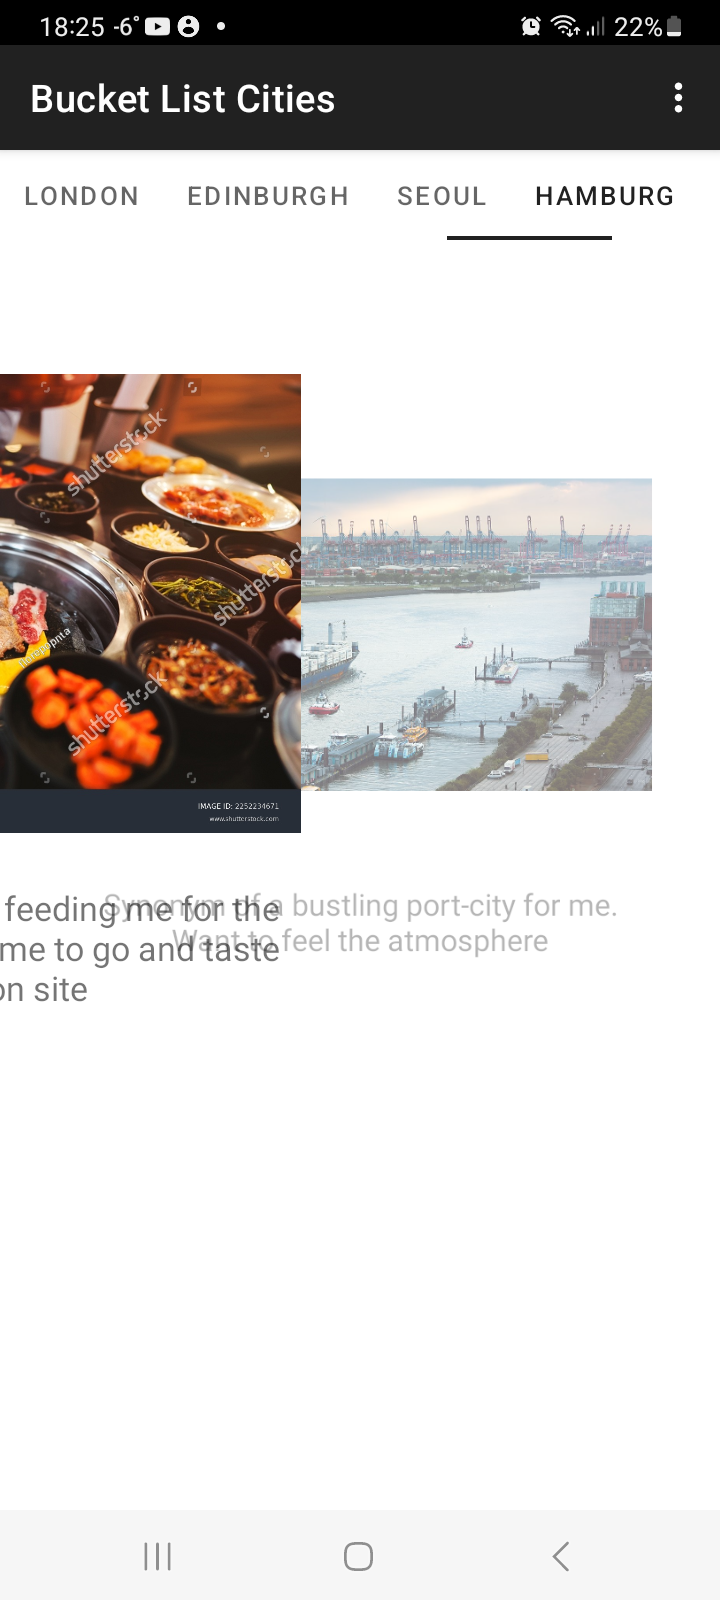 18:25 -6°
22%
Bucket List Cities
LONDON EDINBURGH SEOUL HAMBURG
shutterstock
shutterstock
shutterstock
IMAGE ID: 2252234671
www.shutterstock.com
feeding me for the
me to go and taste
on site
Synonym of a bustling port-city for me.
Want to feel the atmosphere